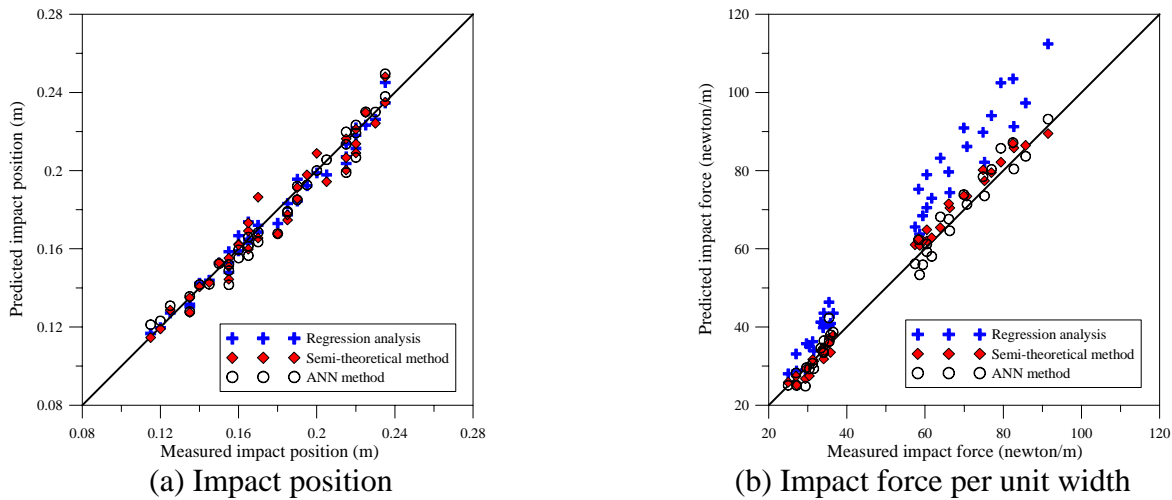 0.28
0.24
0.2
0.16
0.12
0.08
Predicted impact position (m)
Regression analysis
Semi-theoretical method
ANN method
0.08 0.12 0.16 0.2 0.24 0.28
Measured impact position (m)
(a) Impact position
120
100
80
60
40
20
Predicted impact force (newton/m)
Regression analysis
Semi-theoretical method
ANN method
20 40 60 80 100 120
Measured impact force (newton/m)
(b) Impact force per unit width